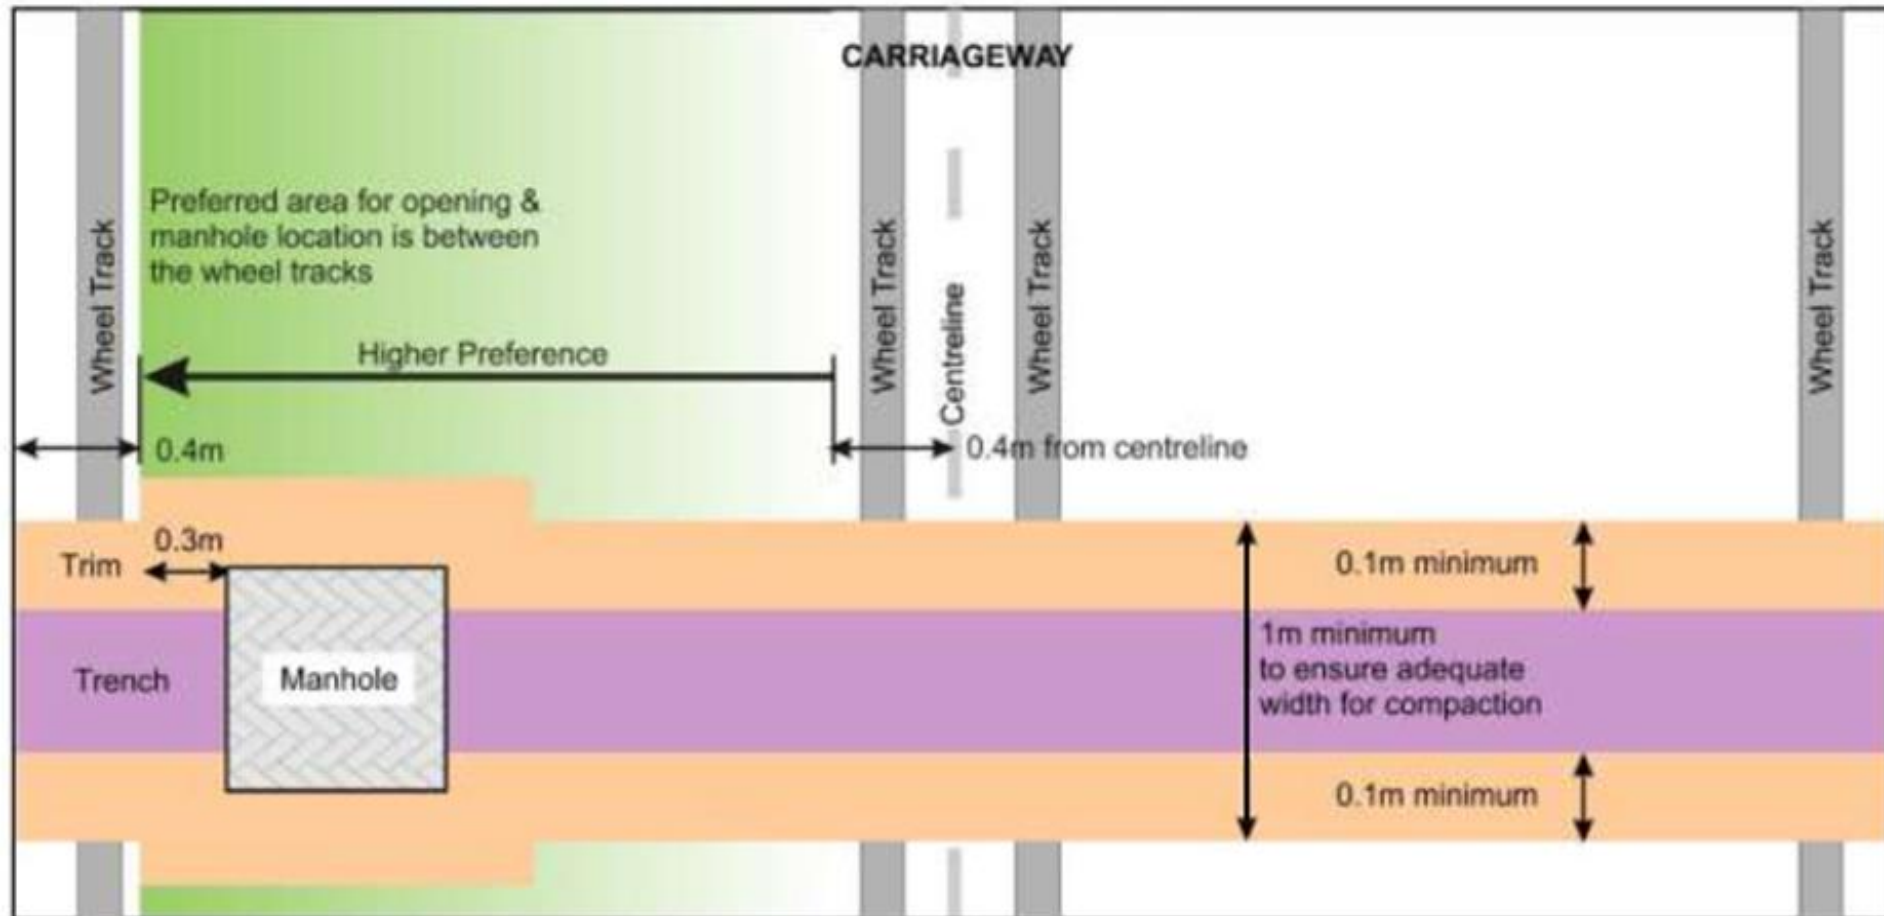 CARRIAGEWAY
Preferred area for opening &
manhole location is between
the wheel tracks
Wheel Track
Higher Preference
Wheel Track
Centreline
Wheel Track
Wheel Track
0.4m
0.4m from centreline
0.3m
Trim
0.1m minimum
1m minimum
to ensure adequate
width for compaction
Trench
Manhole
0.1m minimum